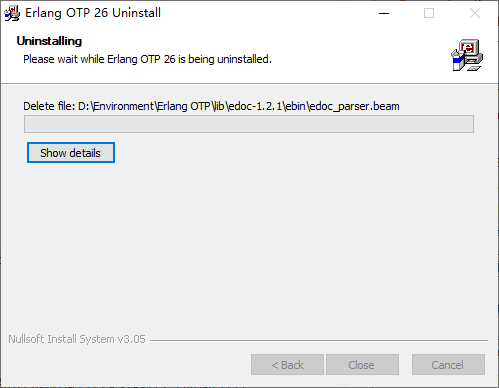 Erlang OTP 26 Uninstall
Uninstalling
Please wait while Erlang OTP 26 is being uninstalled.
Delete file: D:\Environment\Erlang OTP\lib\edoc-1.2.1\ebin\edoc_parser.beam
Show details
Nullsoft Install System v3.05
< Back
Close
Cancel